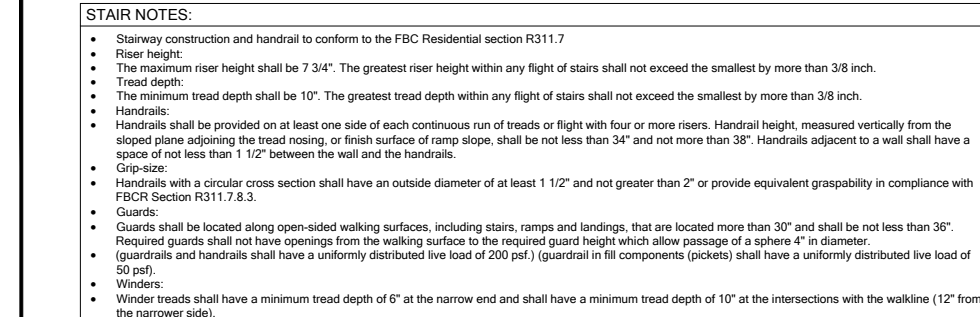 STAIR NOTES:
• Stairway construction and handrail to conform to the FBC Residential section R311.7
• Riser height:
• The maximum riser height shall be 7 3/4". The greatest riser height within any flight of stairs shall not exceed the smallest by more than 3/8 inch.
• Tread depth:
• The minimum tread depth shall be 10". The greatest tread depth within any flight of stairs shall not exceed the smallest by more than 3/8 inch.
• Handrails:
• Handrails shall be provided on at least one side of each continuous run of treads or flight with four or more risers. Handrail height, measured vertically from the
sloped plane adjoining the tread nosing, or finish surface of ramp slope, shall be not less than 34" and not more than 38". Handrails adjacent to a wall shall have a
space of not less than 1 1/2" between the wall and the handrails.
• Grip-size:
• Handrails with a circular cross section shall have an outside diameter of at least 1 1/2" and not greater than 2" or provide equivalent graspability in compliance with
FBCR Section R311.7.8.3.
• Guards:
• Guards shall be located along open-sided walking surfaces, including stairs, ramps and landings, that are located more than 30" and shall be not less than 36".
Required guards shall not have openings from the walking surface to the required guard height which allow passage of a sphere 4" in diameter.
• (guardrails and handrails shall have a uniformly distributed live load of 200 psf.) (guardrail in fill components (pickets) shall have a uniformly distributed live load of
50 psf).
• Winders:
• Winder treads shall have a minimum tread depth of 6" at the narrow end and shall have a minimum tread depth of 10" at the intersections with the walkline (12" from
the narrower side).